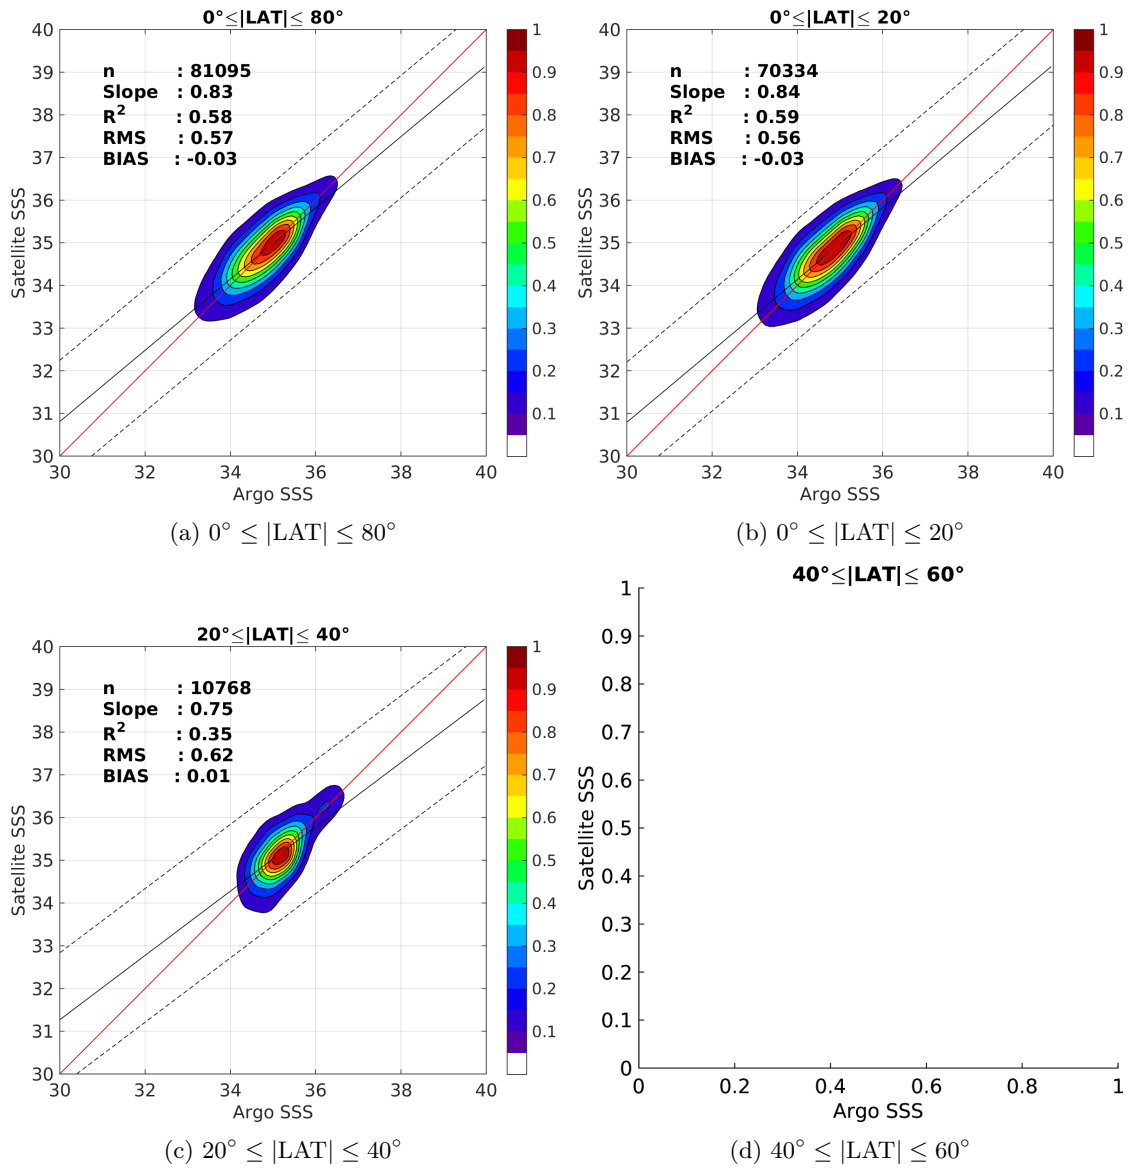 0°≤|LAT|≤ 80°
40
39
38
37
36
35
34
33
32
31
30
Satellite SSS
n : 81095
Slope : 0.83
R² : 0.58
RMS : 0.57
BIAS : -0.03
30 32 34 36 38 40
Argo SSS
1
0.9
0.8
0.7
0.6
0.5
0.4
0.3
0.2
0.1
(a) 0° ≤ |LAT| ≤ 80°
0°≤|LAT|≤ 20°
40
39
38
37
36
35
34
33
32
31
30
Satellite SSS
n : 70334
Slope : 0.84
R² : 0.59
RMS : 0.56
BIAS : -0.03
30 32 34 36 38 40
Argo SSS
1
0.9
0.8
0.7
0.6
0.5
0.4
0.3
0.2
0.1
(b) 0° ≤ |LAT| ≤ 20°
20°≤|LAT|≤ 40°
40
39
38
37
36
35
34
33
32
31
30
Satellite SSS
n : 10768
Slope : 0.75
R² : 0.35
RMS : 0.62
BIAS : 0.01
30 32 34 36 38 40
Argo SSS
1
0.9
0.8
0.7
0.6
0.5
0.4
0.3
0.2
0.1
(c) 20° ≤ |LAT| ≤ 40°
40°≤|LAT|≤ 60°
1
0.9
0.8
0.7
0.6
0.5
0.4
0.3
0.2
0.1
0
Satellite SSS
0 0.2 0.4 0.6 0.8 1
Argo SSS
(d) 40° ≤ |LAT| ≤ 60°